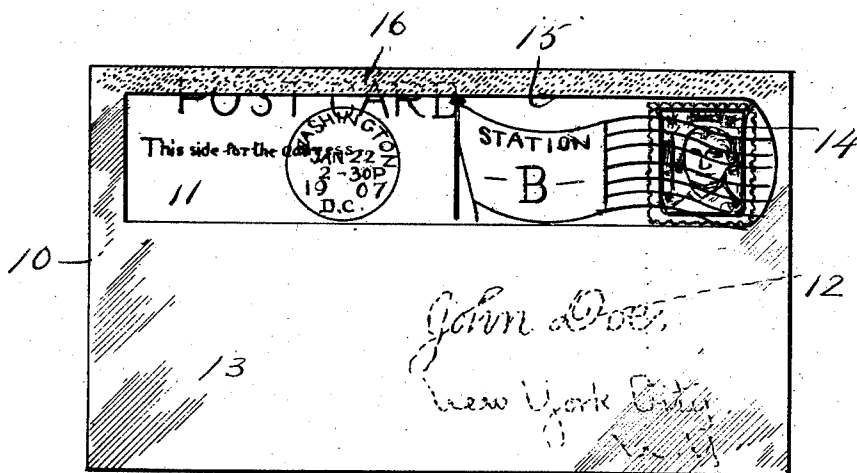 16 15
POST CARD
14
This side for the address
WASHINGTON
JAN 22
2-30P
19 07
D.C.
STATION
-B-
11
10
12
John Doe,
New York City
N.Y.
13